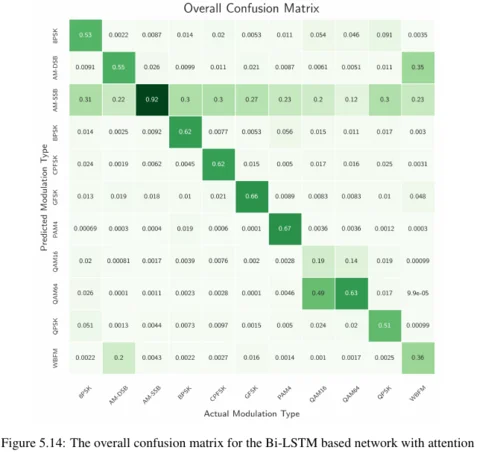 Overall Confusion Matrix
8PSK 0.53 0.0022 0.0087 0.014 0.02 0.0053 0.011 0.054 0.046 0.091 0.0035
AM-DSB 0.0091 0.55 0.026 0.0099 0.011 0.021 0.0087 0.0061 0.0051 0.011 0.35
AM-SSB 0.31 0.22 0.92 0.3 0.3 0.27 0.23 0.2 0.12 0.3 0.23
BPSK 0.014 0.0025 0.0092 0.62 0.0077 0.0053 0.056 0.015 0.011 0.017 0.003
CPFSK 0.024 0.0019 0.0062 0.0045 0.62 0.015 0.005 0.017 0.016 0.025 0.0031
GFSK 0.013 0.019 0.018 0.01 0.021 0.66 0.0089 0.0083 0.0083 0.01 0.048
PAM4 0.00069 0.0003 0.0004 0.019 0.0006 0.0001 0.67 0.0036 0.0036 0.0012 0.0003
QAM16 0.02 0.00081 0.0017 0.0039 0.0076 0.002 0.0028 0.19 0.14 0.019 0.00099
QAM64 0.026 0.0001 0.0011 0.0023 0.0028 0.0001 0.0046 0.49 0.63 0.017 9.9e-05
QPSK 0.051 0.0013 0.0044 0.0073 0.0097 0.0015 0.005 0.024 0.02 0.51 0.00099
WBFM 0.0022 0.2 0.0043 0.0022 0.0027 0.016 0.0014 0.001 0.0017 0.0025 0.36
Predicted Modulation Type
8PSK AM-DSB AM-SSB BPSK CPFSK GFSK PAM4 QAM16 QAM64 QPSK WBFM
Actual Modulation Type
Figure 5.14: The overall confusion matrix for the Bi-LSTM based network with attention